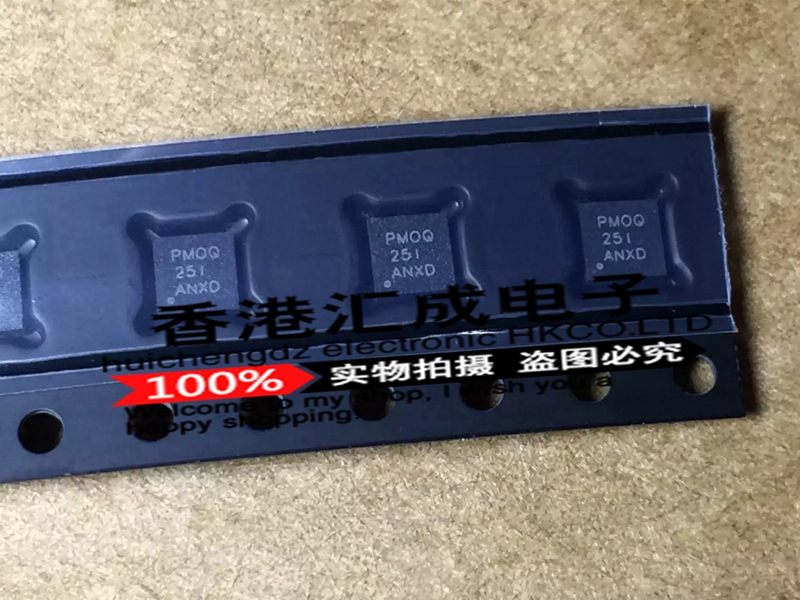 PMOQ
251
ANXD
PMOQ
251
ANXD
PMOQ
251
ANXD
香港汇成电子
huichengdz electronic HKCO.LTD
100% 实物拍摄 盗图必究
Welcome to my shop, I wish you a
happy shopping!